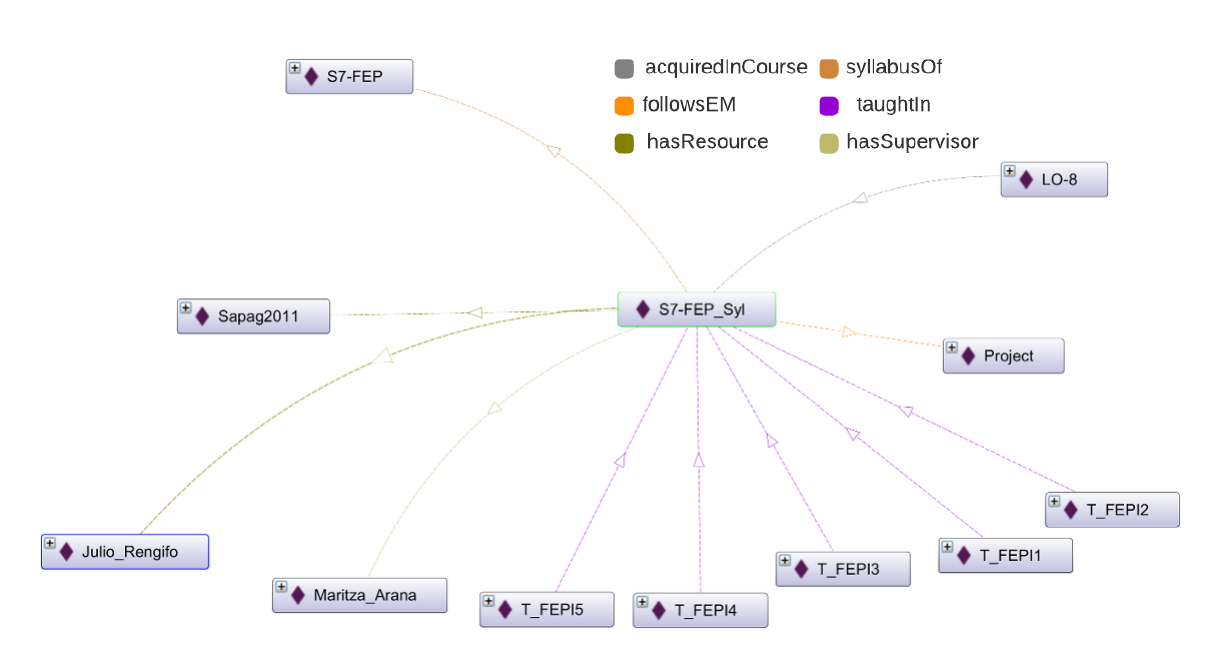 S7-FEP
acquiredInCourse
syllabusOf
followsEM
taughtIn
hasResource
hasSupervisor
LO-8
Sapag2011
S7-FEP_Syl
Project
T_FEPI2
Julio_Rengifo
T_FEPI1
T_FEPI3
Maritza_Arana
T_FEPI5
T_FEPI4